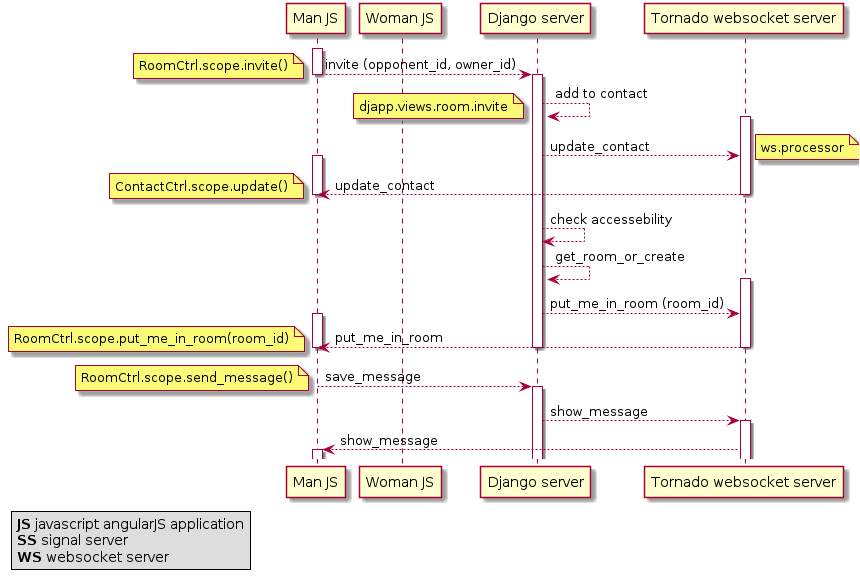 Man JS
Woman JS
Django server
Tornado websocket server
RoomCtrl.scope.invite()
invite (opponent_id, owner_id)
add to contact
djapp.views.room.invite
update_contact
ws.processor
ContactCtrl.scope.update()
update_contact
check accessebility
get_room_or_create
put_me_in_room (room_id)
RoomCtrl.scope.put_me_in_room(room_id)
put_me_in_room
RoomCtrl.scope.send_message()
save_message
show_message
show_message
Man JS
Woman JS
Django server
Tornado websocket server
JS javascript angularJS application
SS signal server
WS websocket server